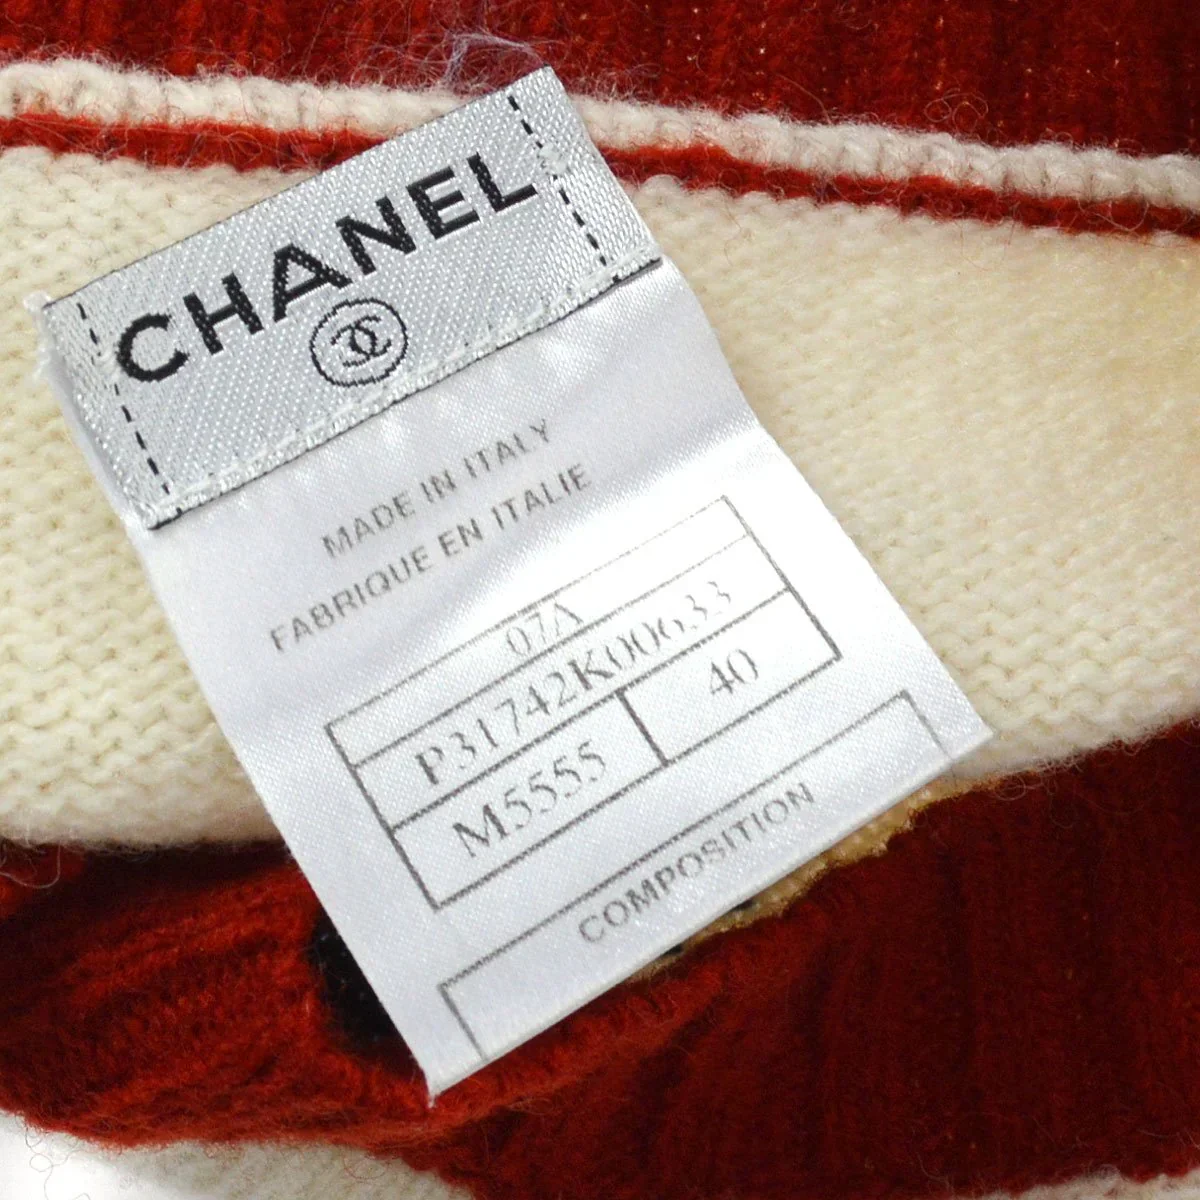 CHANEL
MADE IN ITALY
FABRIQUE EN ITALIE
07A
P31742K00633
M5555 40
COMPOSITION